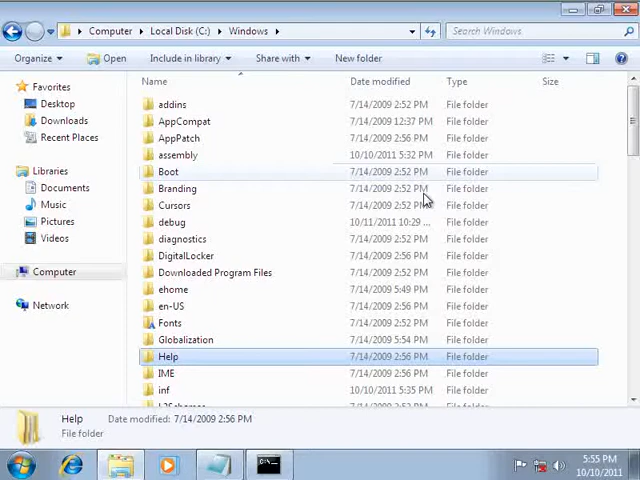 Computer Local Disk (C:) Windows Search Windows
Organize Open Include in library Share with New folder
Name Date modified Type Size
Favorites
Desktop
Downloads
Recent Places
Libraries
Documents
Music
Pictures
Videos
Computer
Network
addins 7/14/2009 2:52 PM File folder
AppCompat 7/14/2009 12:37 PM File folder
AppPatch 7/14/2009 2:56 PM File folder
assembly 10/10/2011 5:32 PM File folder
Boot 7/14/2009 2:52 PM File folder
Branding 7/14/2009 2:52 PM File folder
Cursors 7/14/2009 2:52 PM File folder
debug 10/11/2011 10:29 ... File folder
diagnostics 7/14/2009 2:52 PM File folder
DigitalLocker 7/14/2009 2:56 PM File folder
Downloaded Program Files 7/14/2009 2:52 PM File folder
ehome 7/14/2009 5:49 PM File folder
en-US 7/14/2009 2:56 PM File folder
Fonts 7/14/2009 2:52 PM File folder
Globalization 7/14/2009 5:54 PM File folder
Help 7/14/2009 2:56 PM File folder
IME 7/14/2009 2:56 PM File folder
inf 10/10/2011 5:35 PM File folder
Help Date modified: 7/14/2009 2:56 PM
File folder
5:55 PM
10/10/2011